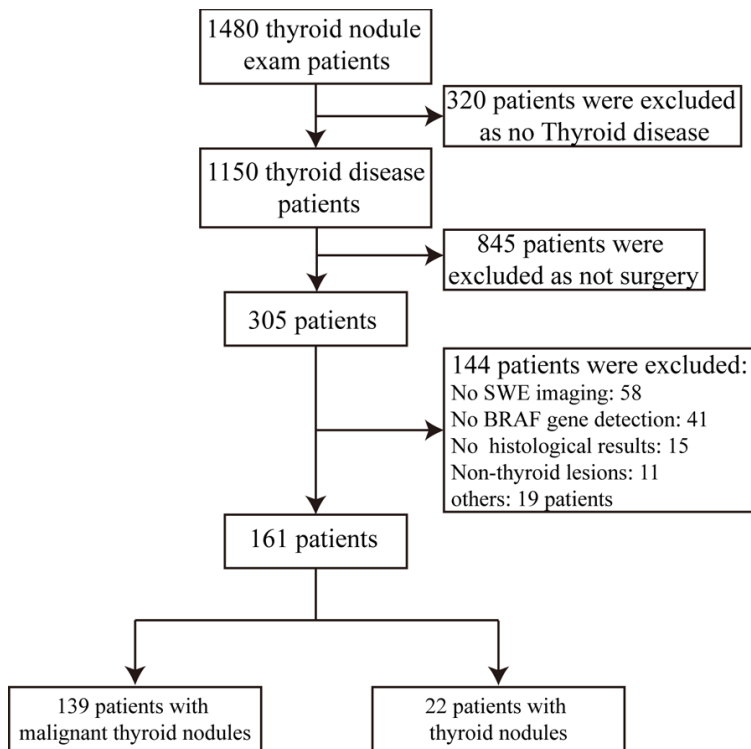 1480 thyroid nodule
exam patients
320 patients were excluded
as no Thyroid disease
1150 thyroid disease
patients
845 patients were
excluded as not surgery
305 patients
144 patients were excluded:
No SWE imaging: 58
No BRAF gene detection: 41
No histological results: 15
Non-thyroid lesions: 11
others: 19 patients
161 patients
139 patients with
malignant thyroid nodules
22 patients with
thyroid nodules